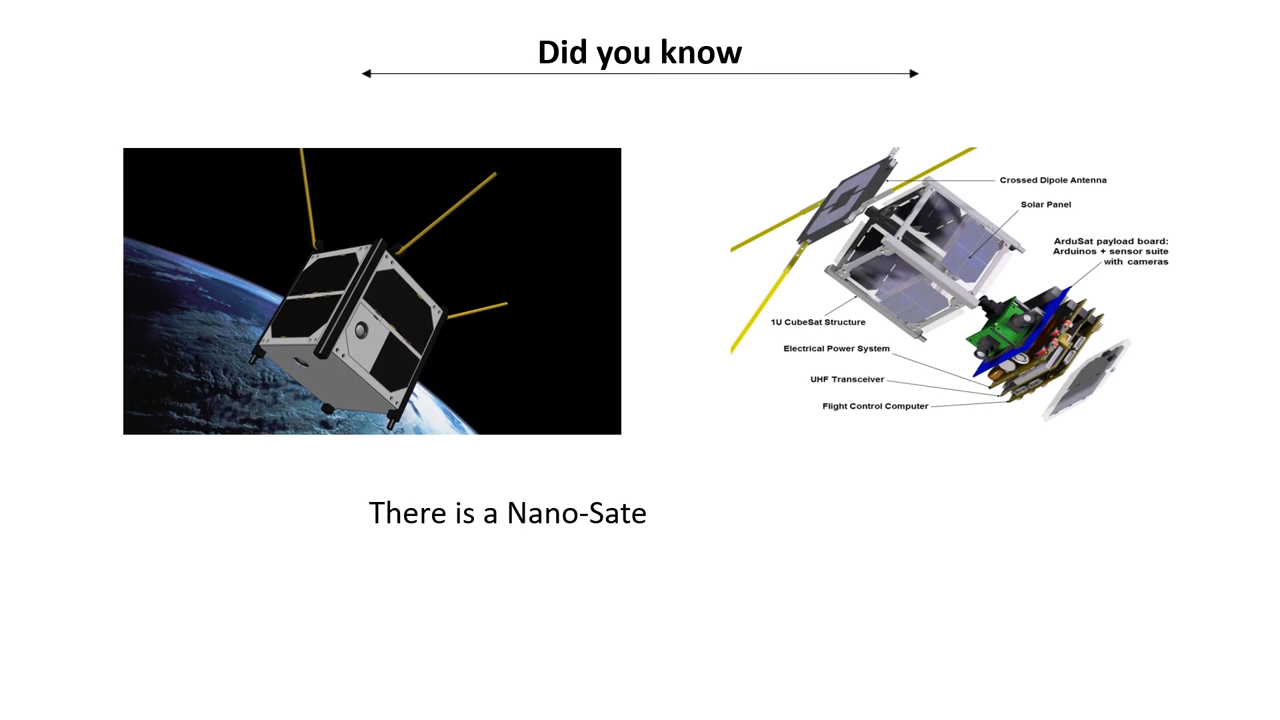 Did you know
Crossed Dipole Antenna
Solar Panel
ArduSat payload board:
Arduinos + sensor suite
with cameras
1U CubeSat Structure
Electrical Power System
UHF Transceiver
Flight Control Computer
There is a Nano-Sate